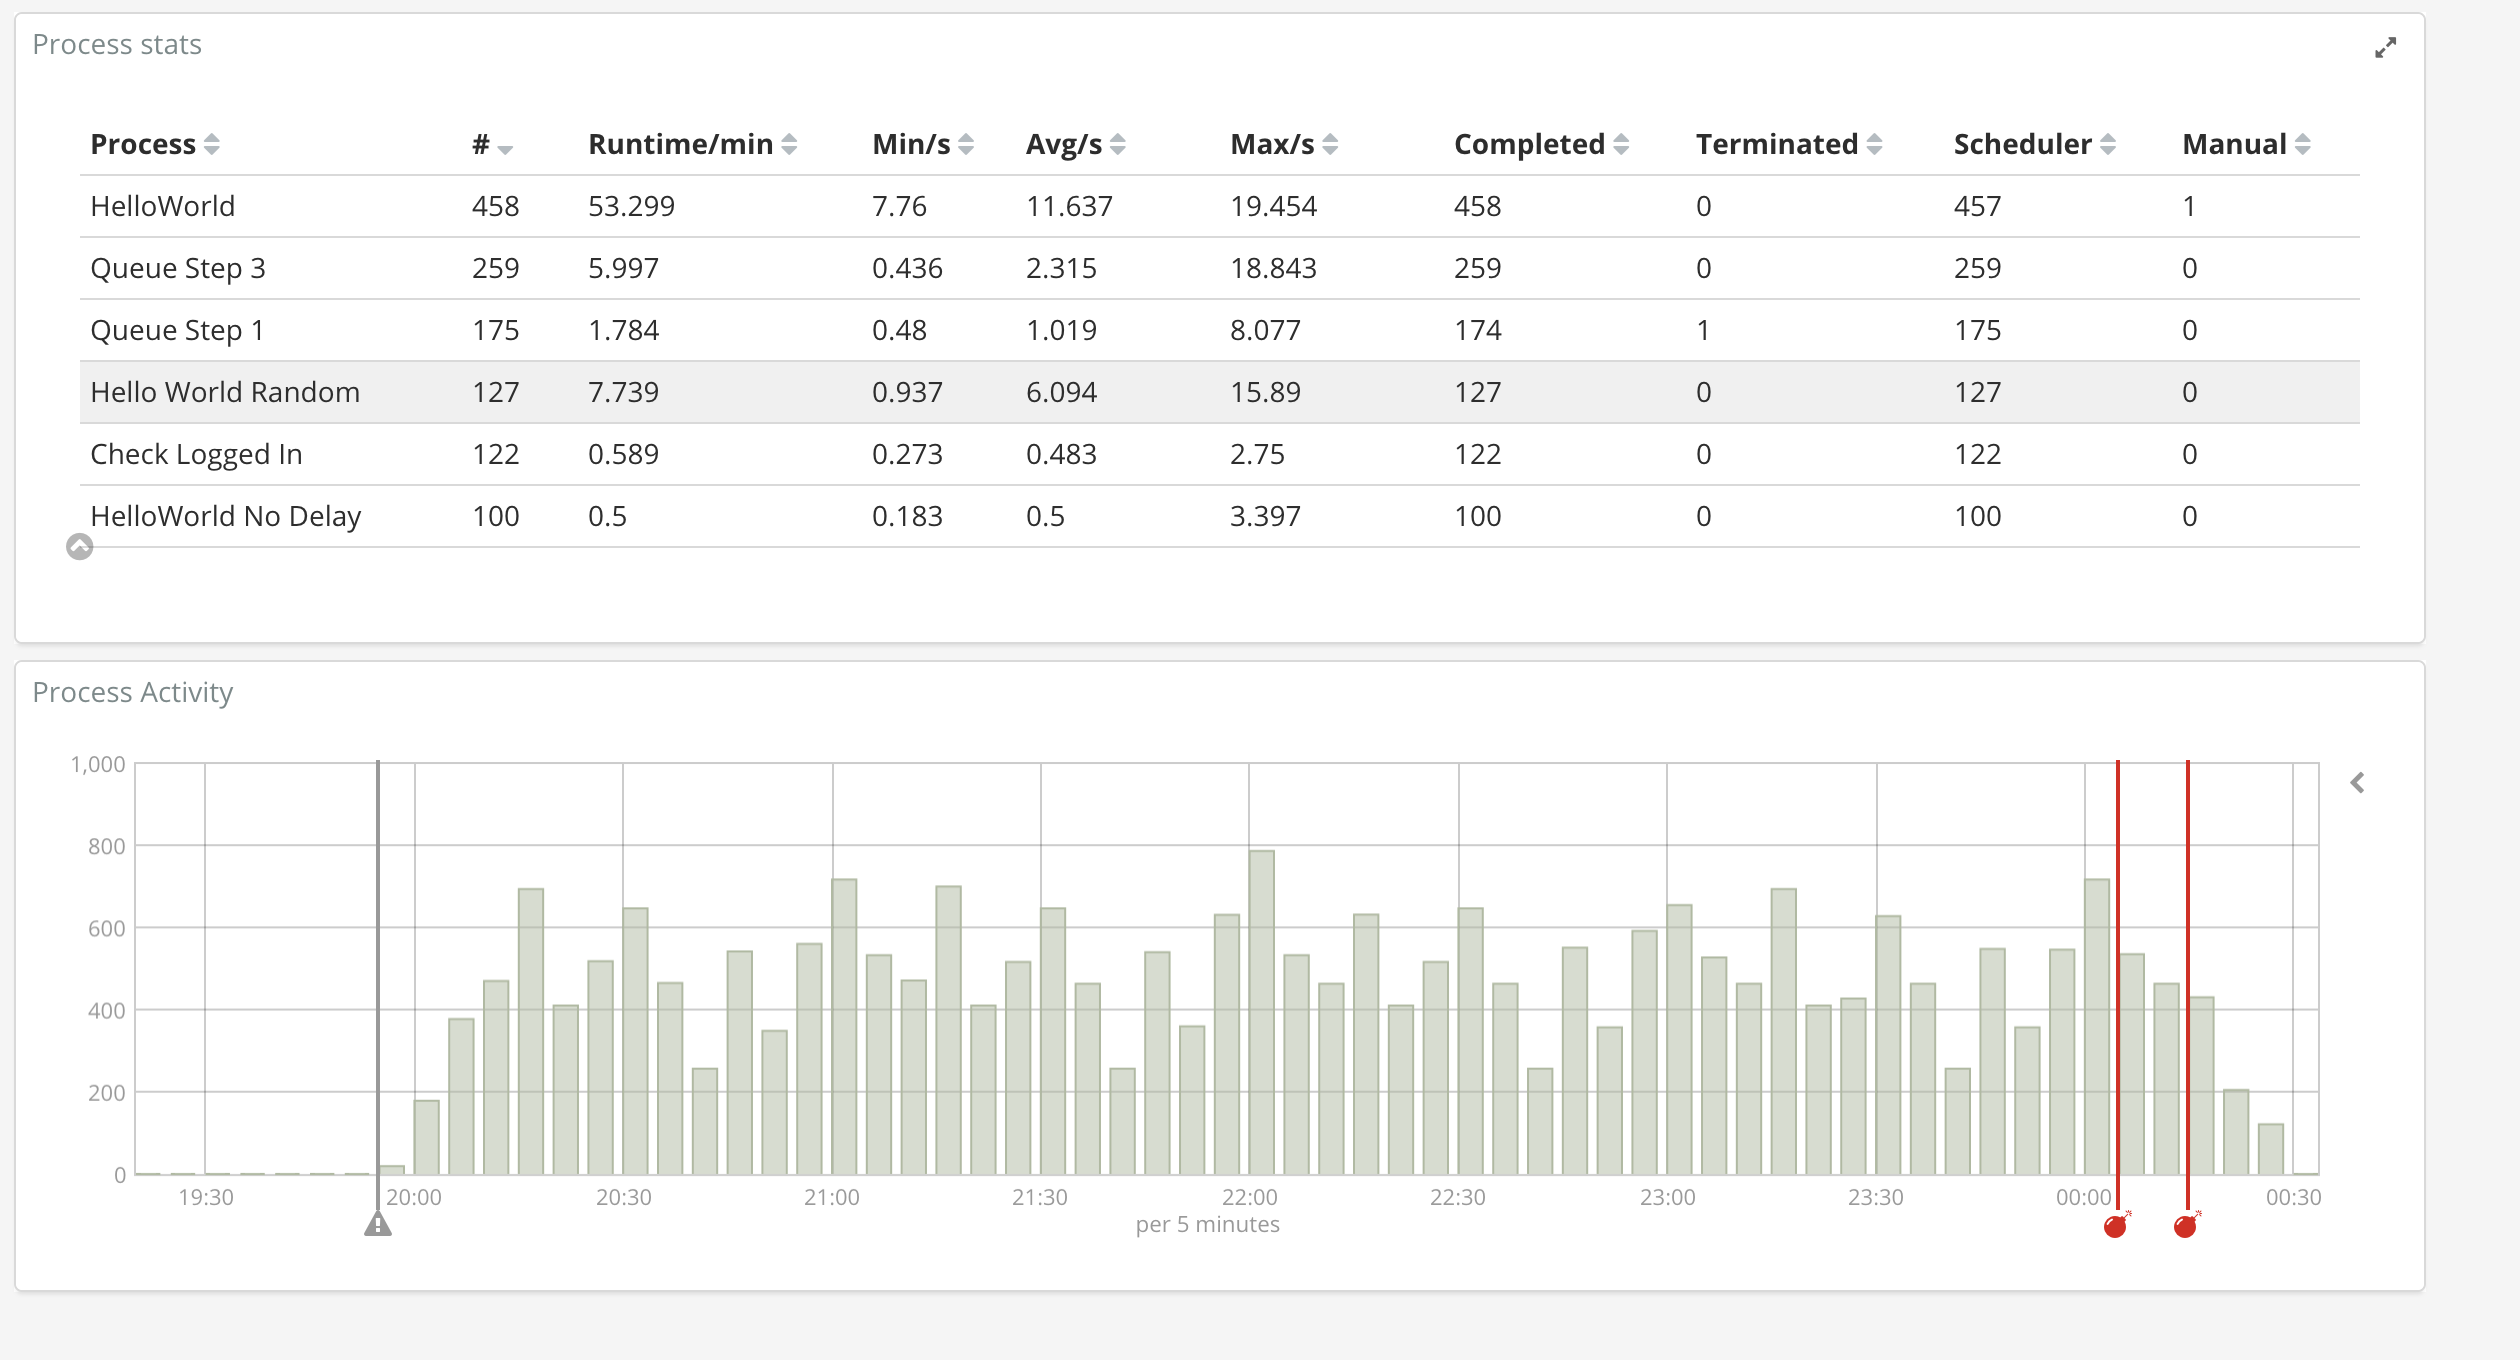 Process stats
Process # Runtime/min Min/s Avg/s Max/s Completed Terminated Scheduler Manual
HelloWorld 458 53.299 7.76 11.637 19.454 458 0 457 1
Queue Step 3 259 5.997 0.436 2.315 18.843 259 0 259 0
Queue Step 1 175 1.784 0.48 1.019 8.077 174 1 175 0
Hello World Random 127 7.739 0.937 6.094 15.89 127 0 127 0
Check Logged In 122 0.589 0.273 0.483 2.75 122 0 122 0
HelloWorld No Delay 100 0.5 0.183 0.5 3.397 100 0 100 0
Process Activity
1,000
800
600
400
200
0
19:30 20:00 20:30 21:00 21:30 22:00 22:30 23:00 23:30 00:00 00:30
per 5 minutes